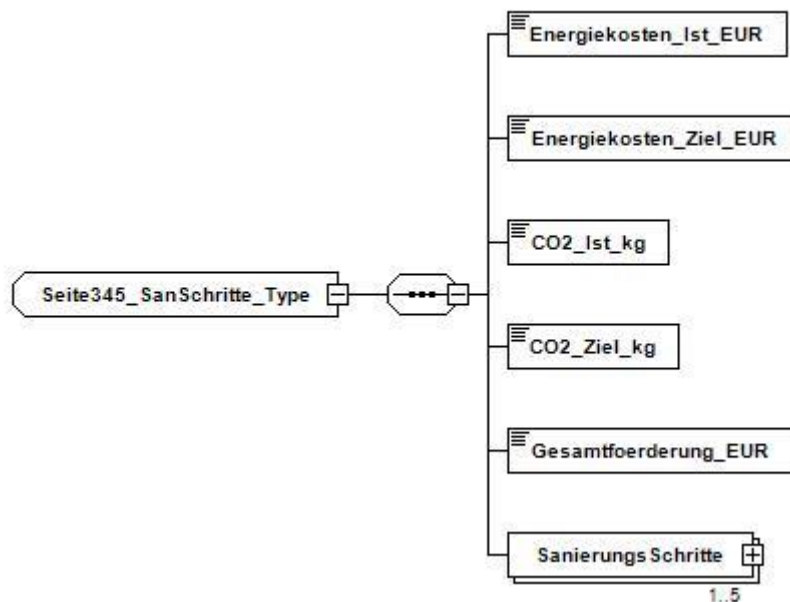 Energiekosten_Ist_EUR
Energiekosten_Ziel_EUR
CO2_Ist_kg
Seite345_SanSchritte_Type
CO2_Ziel_kg
Gesamtfoerderung_EUR
SanierungsSchritte
1..5